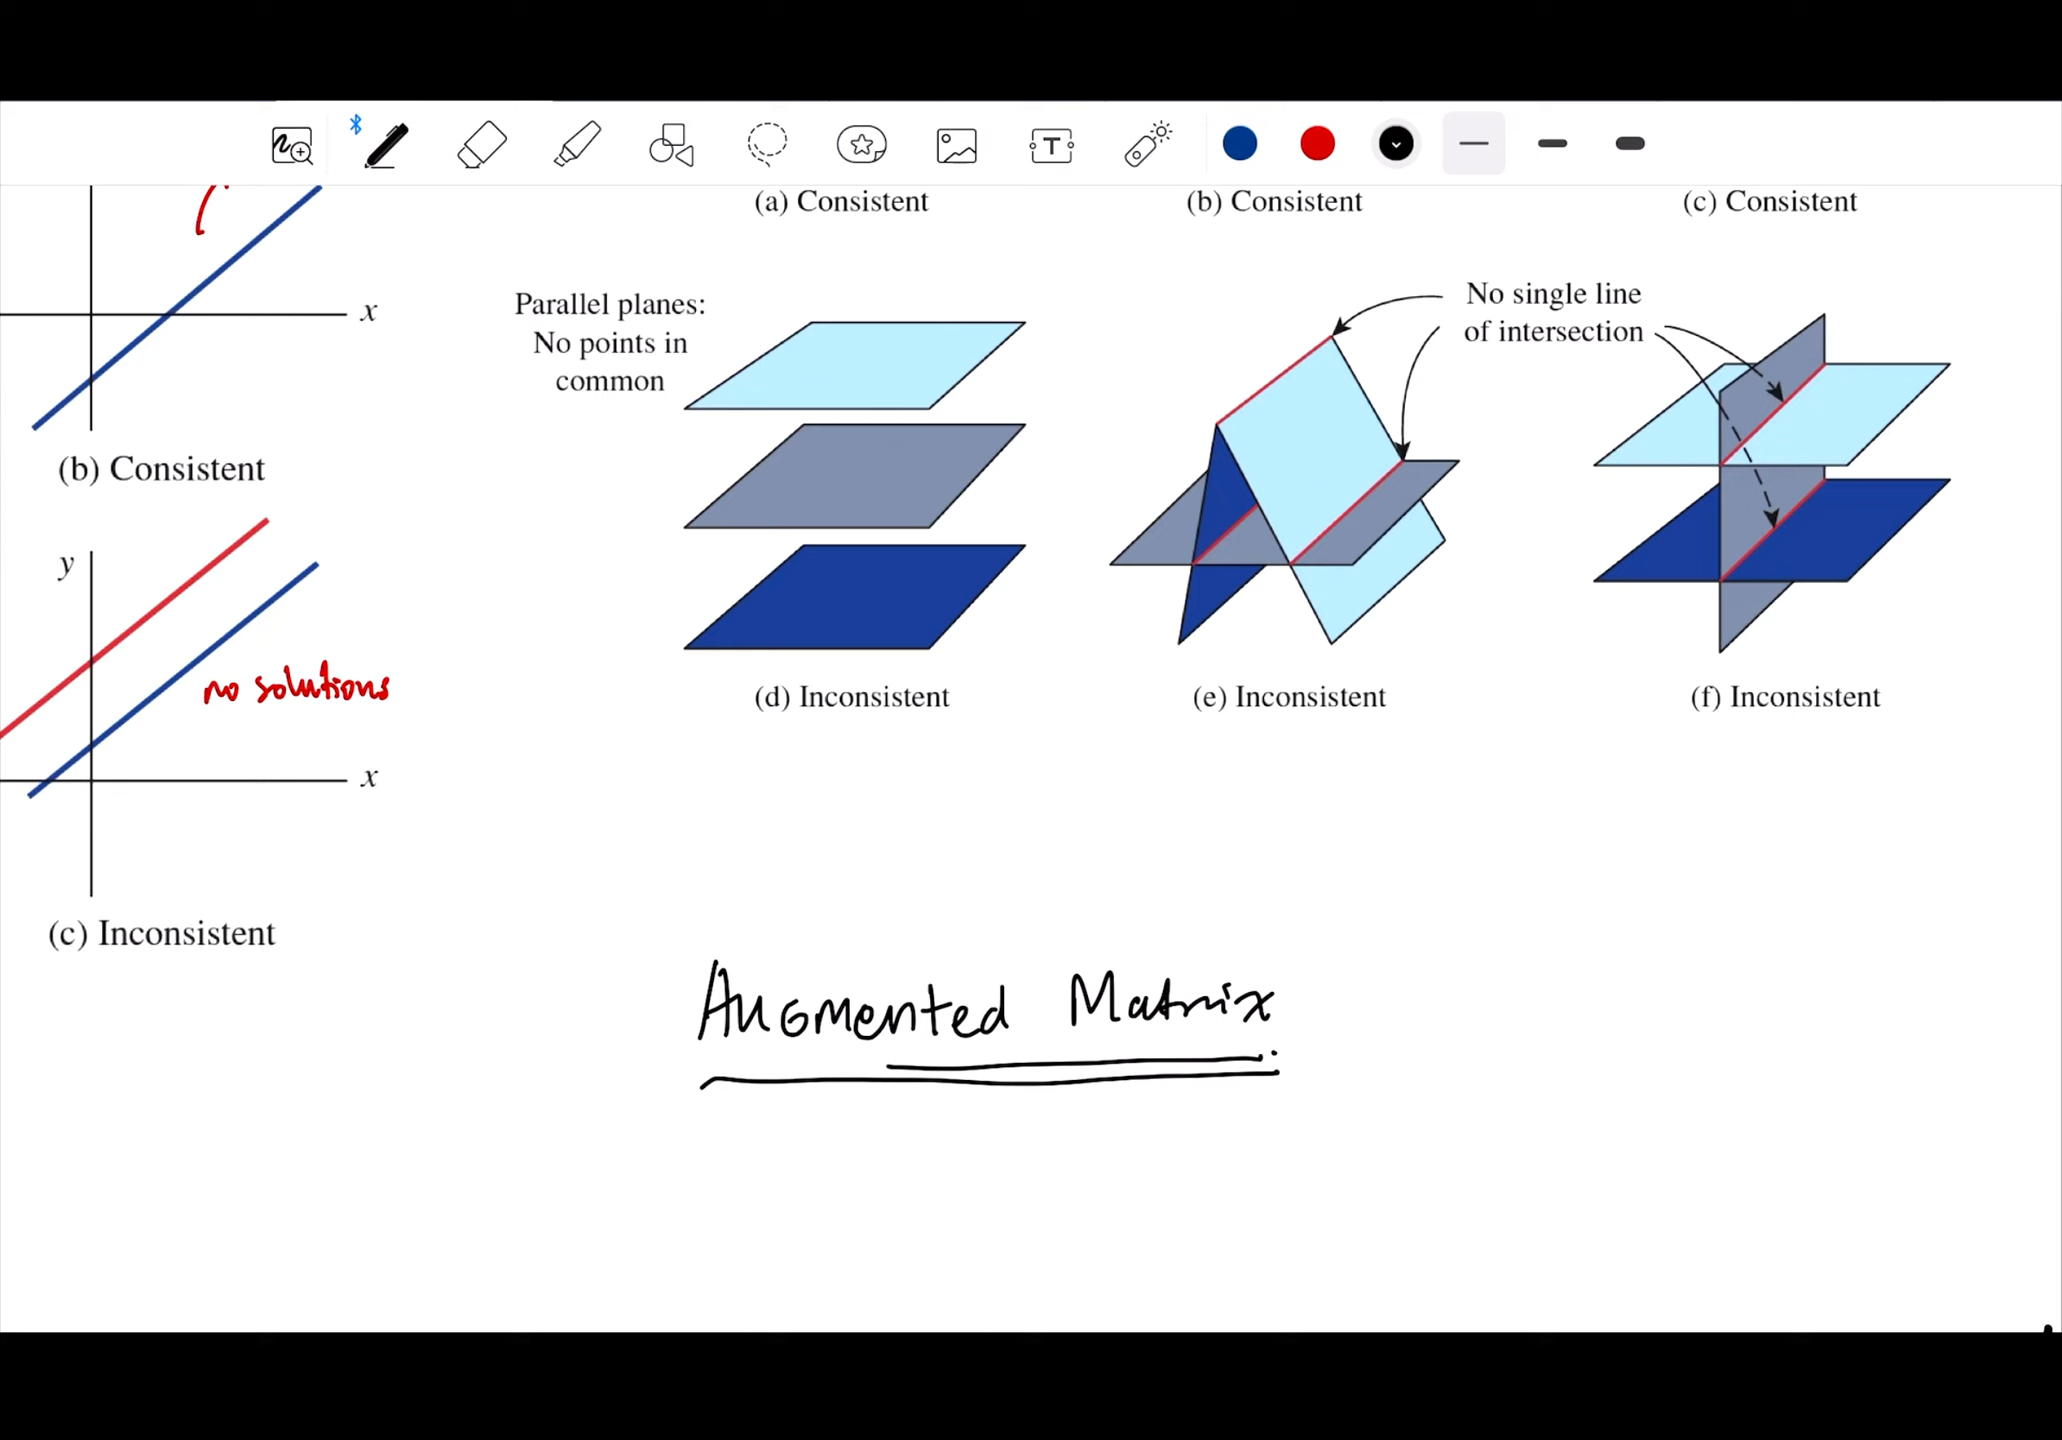 (a) Consistent
(b) Consistent
(c) Consistent
x
(b) Consistent
y
no solutions
x
(c) Inconsistent
Parallel planes:
No points in
common
No single line
of intersection
(d) Inconsistent
(e) Inconsistent
(f) Inconsistent
Augmented Matrix